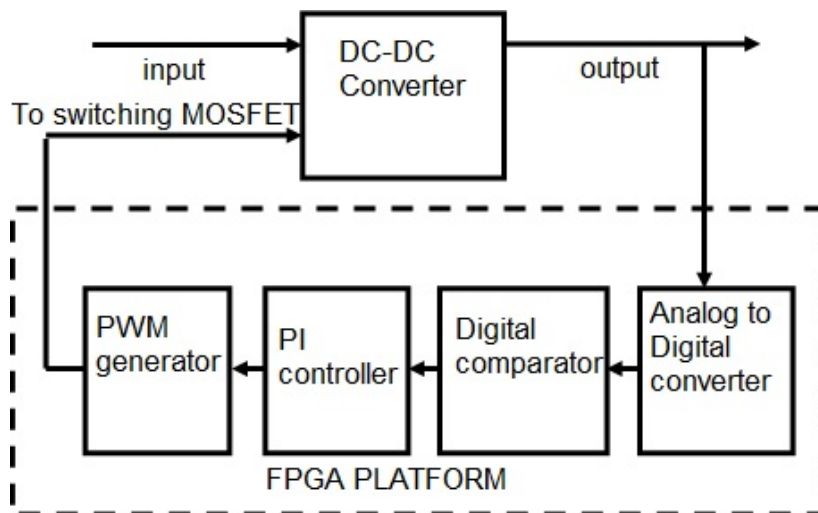 DC-DC
Converter
input
output
To switching MOSFET
PWM
generator
PI
controller
Digital
comparator
Analog to
Digital
converter
FPGA PLATFORM